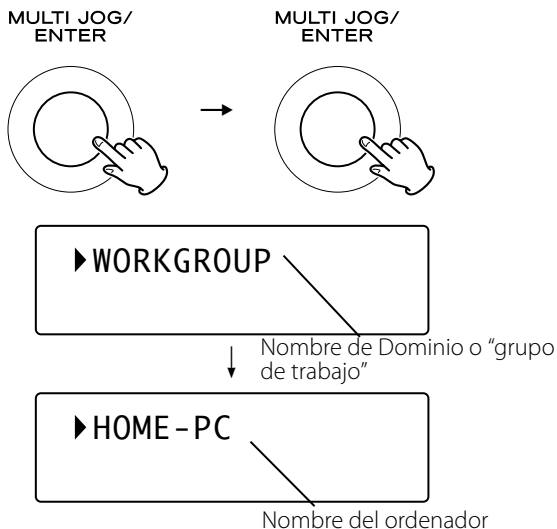 MULTI JOG/
ENTER
MULTI JOG/
ENTER
WORKGROUP
Nombre de Dominio o “grupo
de trabajo”
HOME-PC
Nombre del ordenador